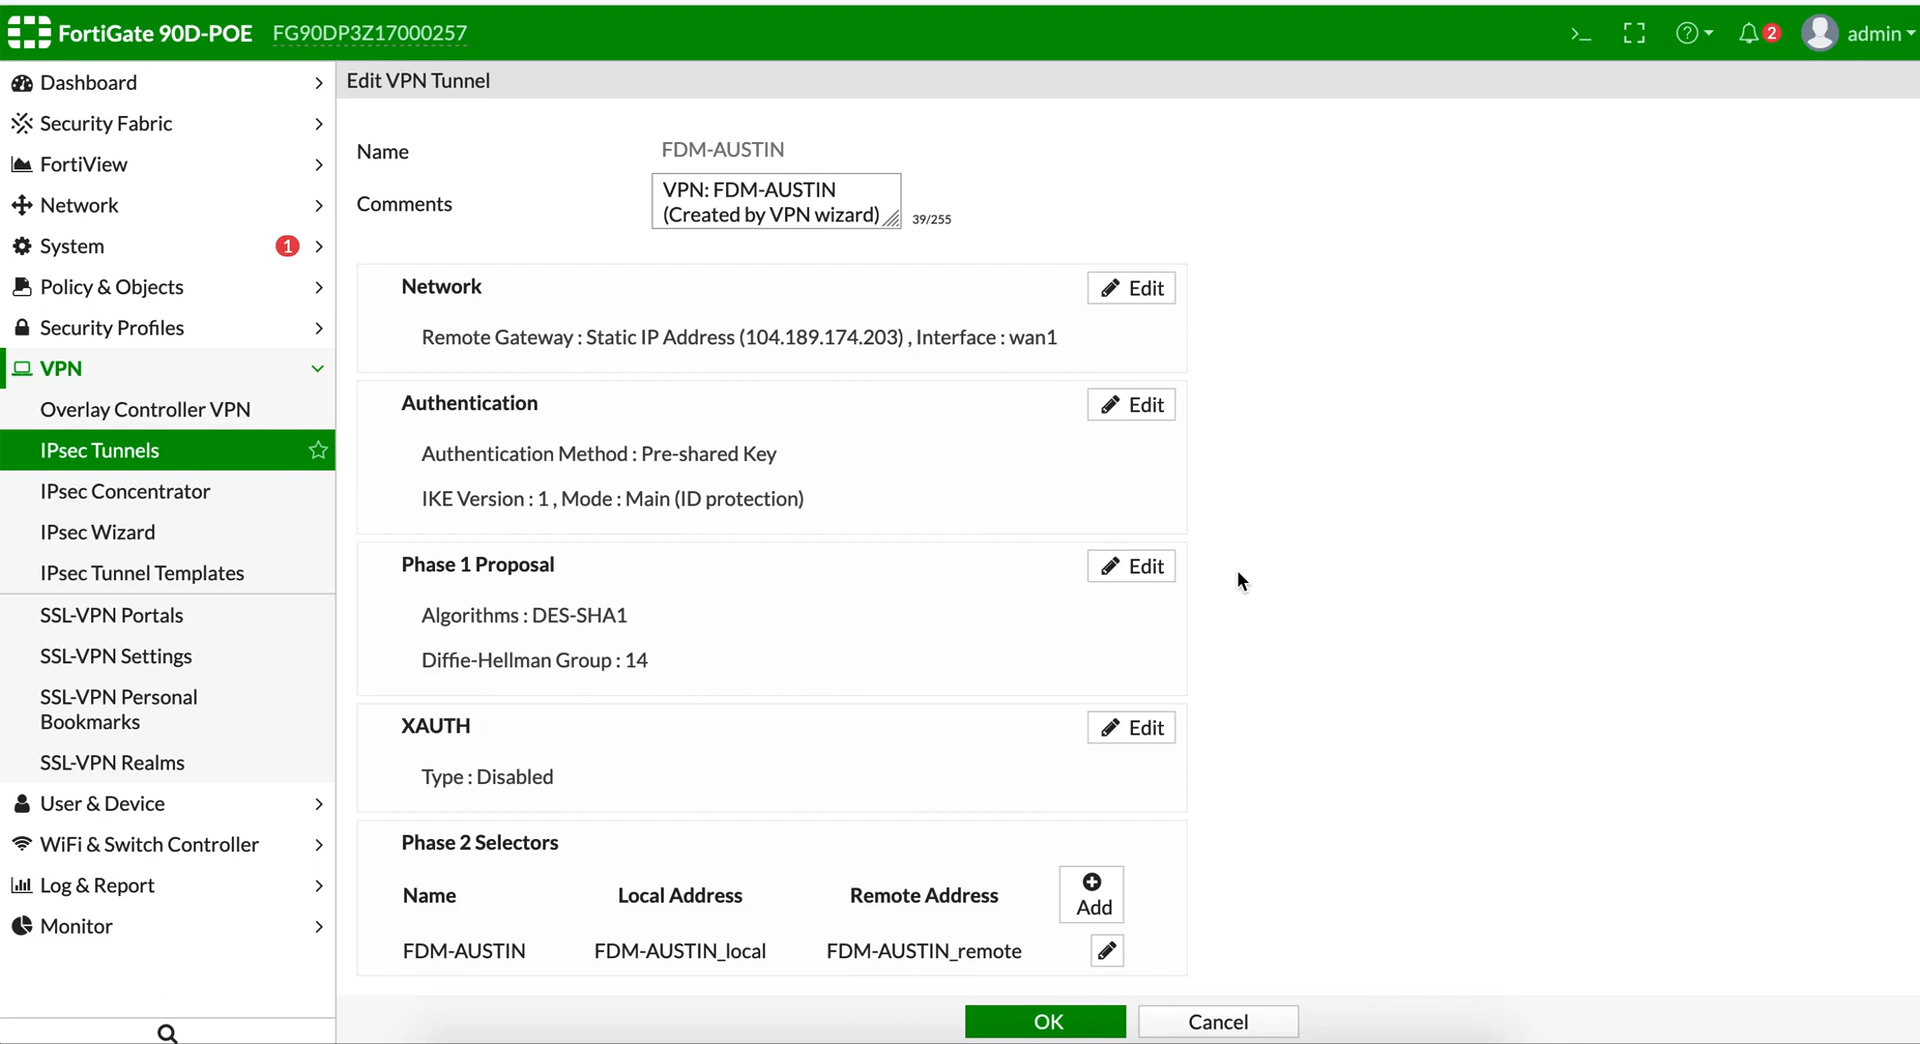 FortiGate 90D-POE FG90DP3Z17000257
2
admin
Dashboard
Security Fabric
FortiView
Network
System 1
Policy & Objects
Security Profiles
VPN
Overlay Controller VPN
IPsec Tunnels
IPsec Concentrator
IPsec Wizard
IPsec Tunnel Templates
SSL-VPN Portals
SSL-VPN Settings
SSL-VPN Personal
Bookmarks
SSL-VPN Realms
User & Device
WiFi & Switch Controller
Log & Report
Monitor
Edit VPN Tunnel
Name FDM-AUSTIN
Comments
VPN: FDM-AUSTIN
(Created by VPN wizard) 39/255
Network Edit
Remote Gateway : Static IP Address (104.189.174.203) , Interface : wan1
Authentication Edit
Authentication Method : Pre-shared Key
IKE Version : 1 , Mode : Main (ID protection)
Phase 1 Proposal Edit
Algorithms : DES-SHA1
Diffie-Hellman Group : 14
XAUTH Edit
Type : Disabled
Phase 2 Selectors
Name Local Address Remote Address Add
FDM-AUSTIN FDM-AUSTIN_local FDM-AUSTIN_remote
OK Cancel